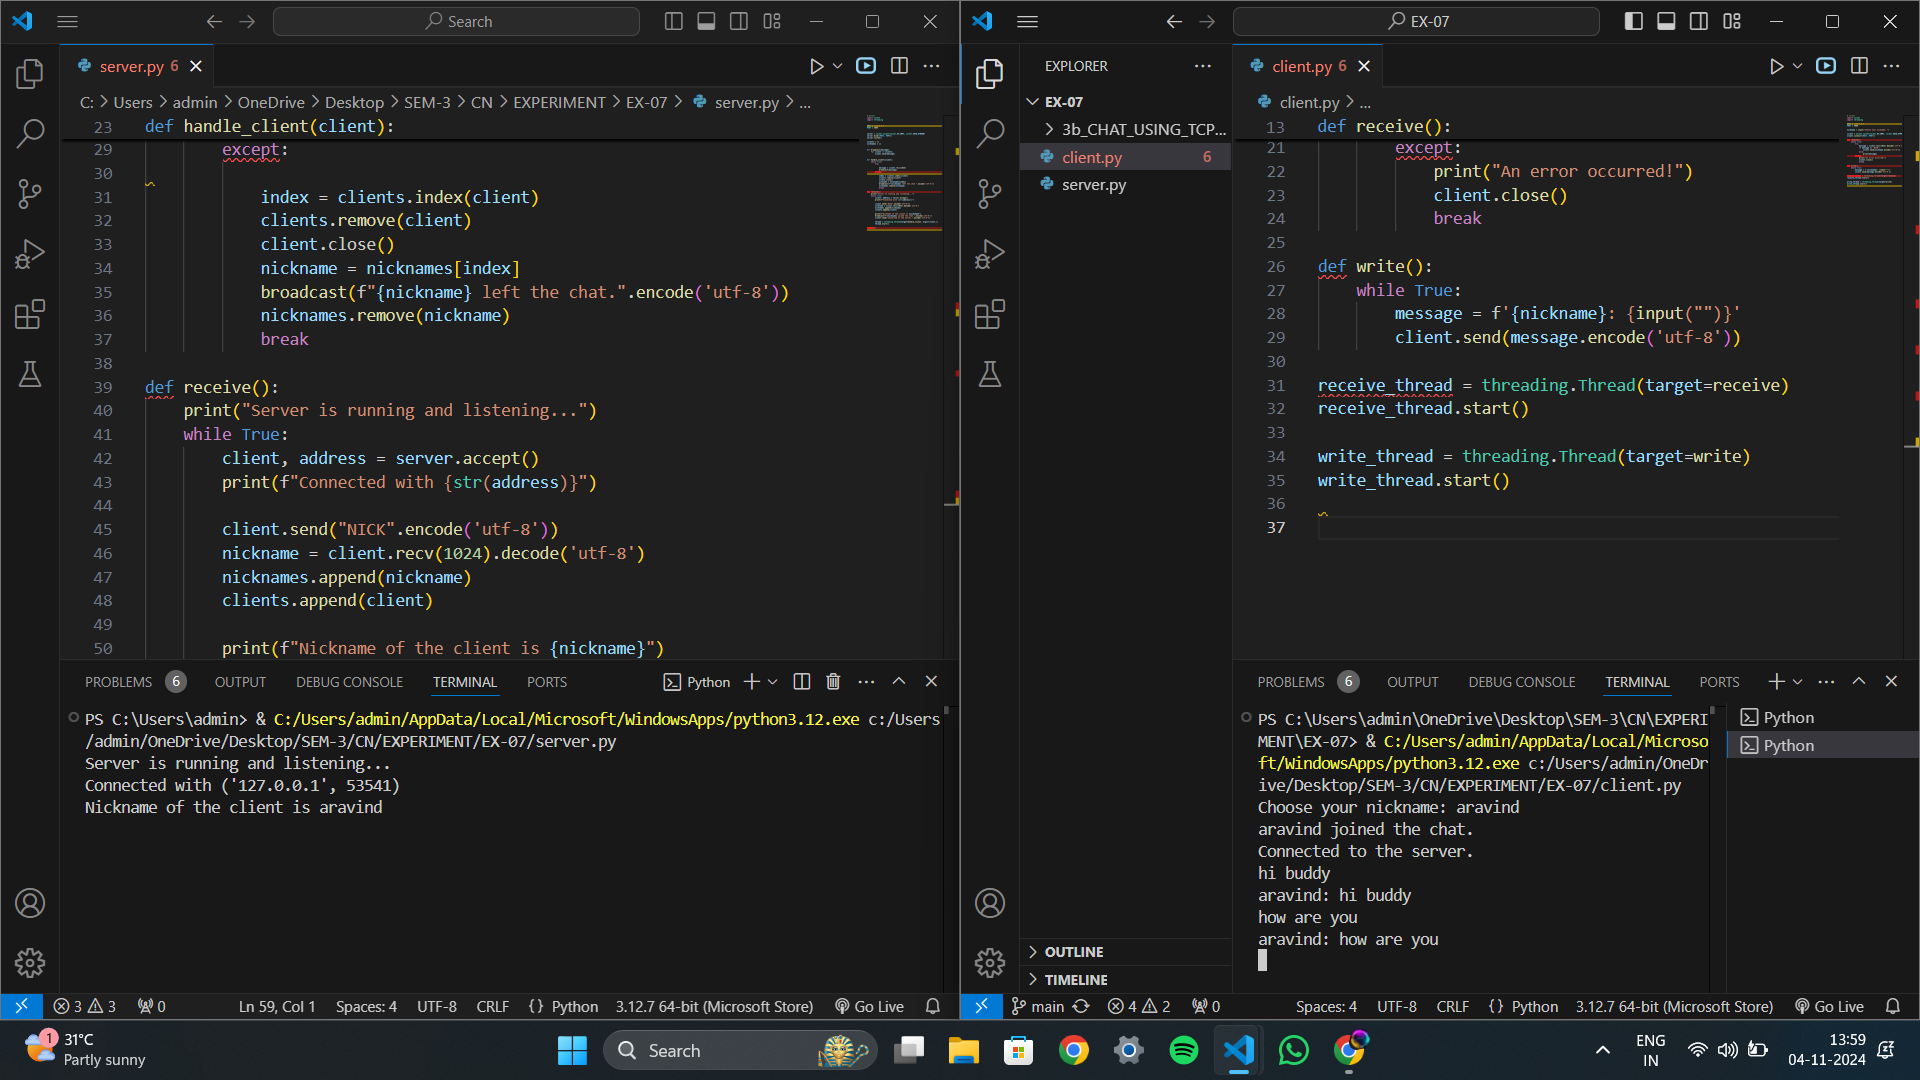 Search
server.py 6
C: > Users > admin > OneDrive > Desktop > SEM-3 > CN > EXPERIMENT > EX-07 > server.py > ...
23 def handle_client(client):
29 except:
30
31 index = clients.index(client)
32 clients.remove(client)
33 client.close()
34 nickname = nicknames[index]
35 broadcast(f"{nickname} left the chat.".encode('utf-8'))
36 nicknames.remove(nickname)
37 break
38
39 def receive():
40 print("Server is running and listening...")
41 while True:
42 client, address = server.accept()
43 print(f"Connected with {str(address)}")
44
45 client.send("NICK".encode('utf-8'))
46 nickname = client.recv(1024).decode('utf-8')
47 nicknames.append(nickname)
48 clients.append(client)
49
50 print(f"Nickname of the client is {nickname}")
PROBLEMS 6 OUTPUT DEBUG CONSOLE TERMINAL PORTS Python
PS C:\Users\admin> & C:/Users/admin/AppData/Local/Microsoft/WindowsApps/python3.12.exe c:/Users
/admin/OneDrive/Desktop/SEM-3/CN/EXPERIMENT/EX-07/server.py
Server is running and listening...
Connected with ('127.0.0.1', 53541)
Nickname of the client is aravind
3 3 0 Ln 59, Col 1 Spaces: 4 UTF-8 CRLF {} Python 3.12.7 64-bit (Microsoft Store) Go Live
EX-07
EXPLORER
EX-07
3b_CHAT_USING_TCP...
client.py 6
server.py
OUTLINE
TIMELINE
client.py 6
client.py > ...
13 def receive():
21 except:
22 print("An error occurred!")
23 client.close()
24 break
25
26 def write():
27 while True:
28 message = f'{nickname}: {input("")}'
29 client.send(message.encode('utf-8'))
30
31 receive_thread = threading.Thread(target=receive)
32 receive_thread.start()
33
34 write_thread = threading.Thread(target=write)
35 write_thread.start()
36
37
PROBLEMS 6 OUTPUT DEBUG CONSOLE TERMINAL PORTS
PS C:\Users\admin\OneDrive\Desktop\SEM-3\CN\EXPERI
MENT\EX-07> & C:/Users/admin/AppData/Local/Microso
ft/WindowsApps/python3.12.exe c:/Users/admin/OneDr
ive/Desktop/SEM-3/CN/EXPERIMENT/EX-07/client.py
Choose your nickname: aravind
aravind joined the chat.
Connected to the server.
hi buddy
aravind: hi buddy
how are you
aravind: how are you
Python
Python
main 4 2 0 Spaces: 4 UTF-8 CRLF {} Python 3.12.7 64-bit (Microsoft Store) Go Live
1
31°C
Partly sunny
Search
ENG
IN
13:59
04-11-2024